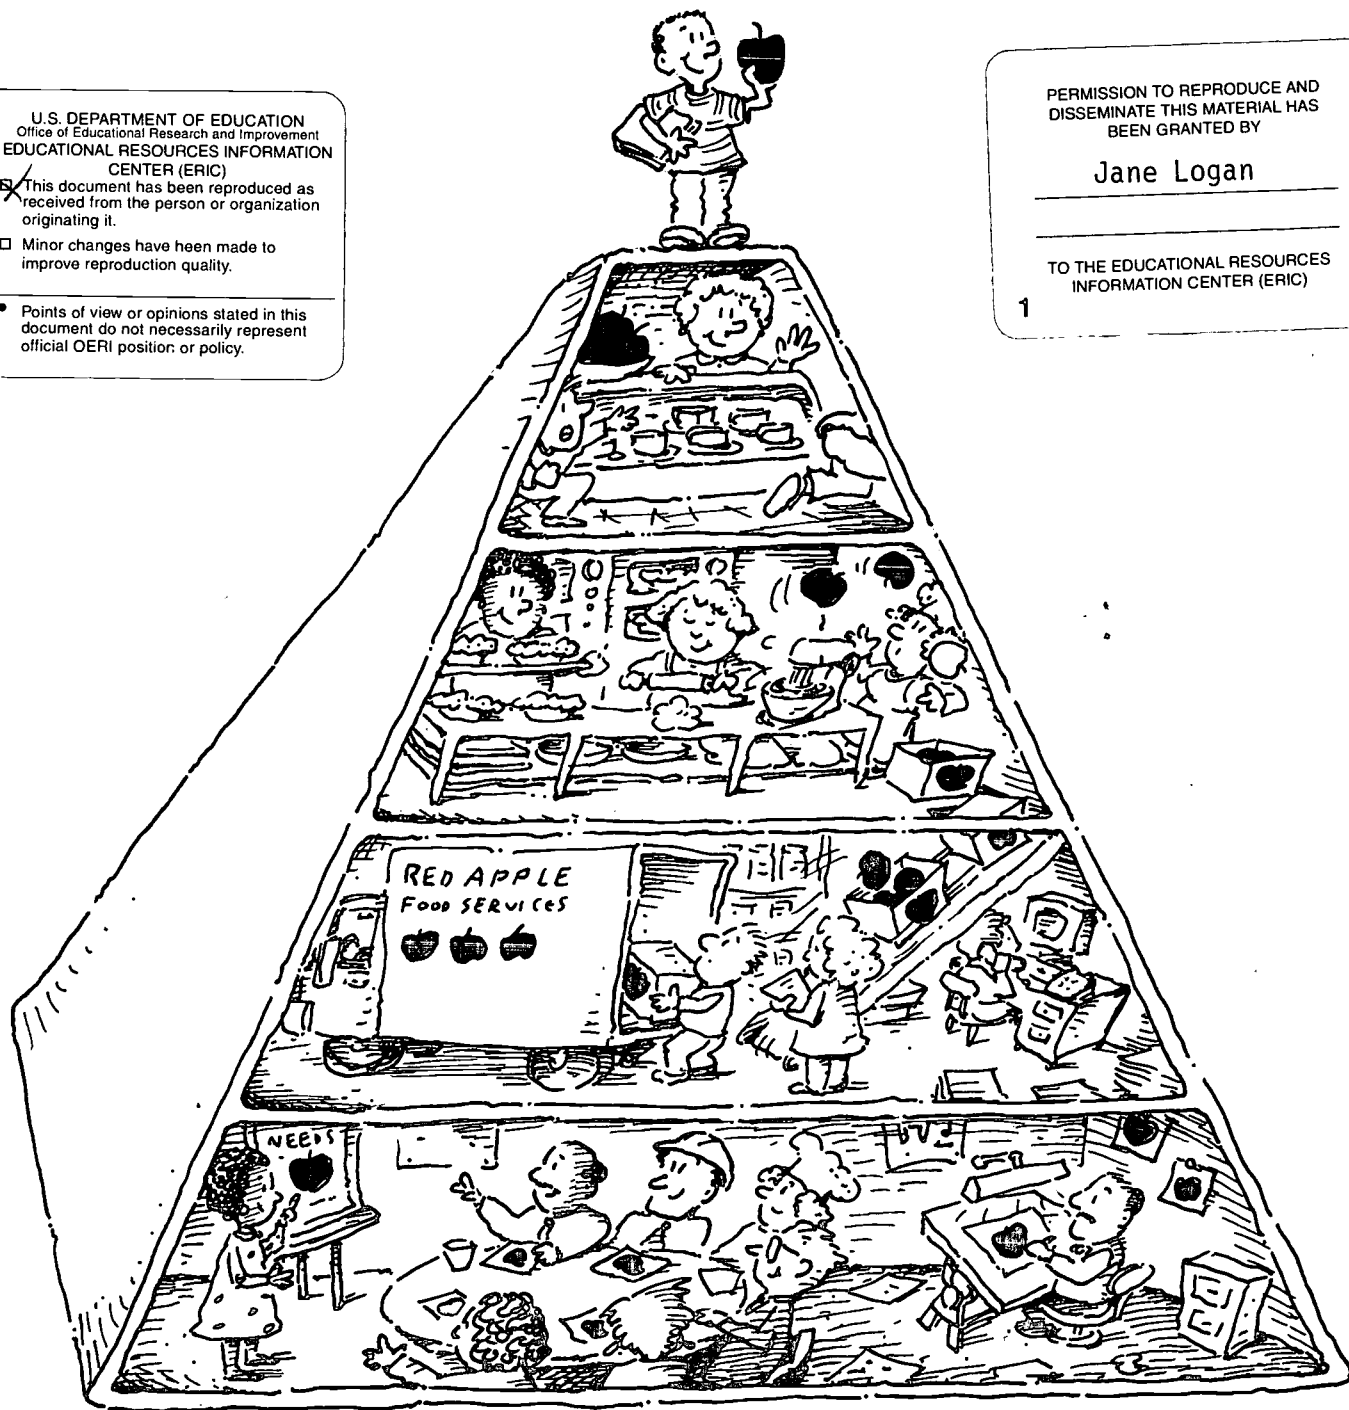 U.S. DEPARTMENT OF EDUCATION
Office of Educational Research and Improvement
EDUCATIONAL RESOURCES INFORMATION
CENTER (ERIC)
This document has been reproduced as
received from the person or organization
originating it.
□ Minor changes have heen made to
improve reproduction quality.
• Points of view or opinions stated in this
document do not necessarily represent
official OERI position or policy.
PERMISSION TO REPRODUCE AND
DISSEMINATE THIS MATERIAL HAS
BEEN GRANTED BY
Jane Logan
TO THE EDUCATIONAL RESOURCES
INFORMATION CENTER (ERIC)
1
RED APPLE
FOOD SERVICES
NEEDS